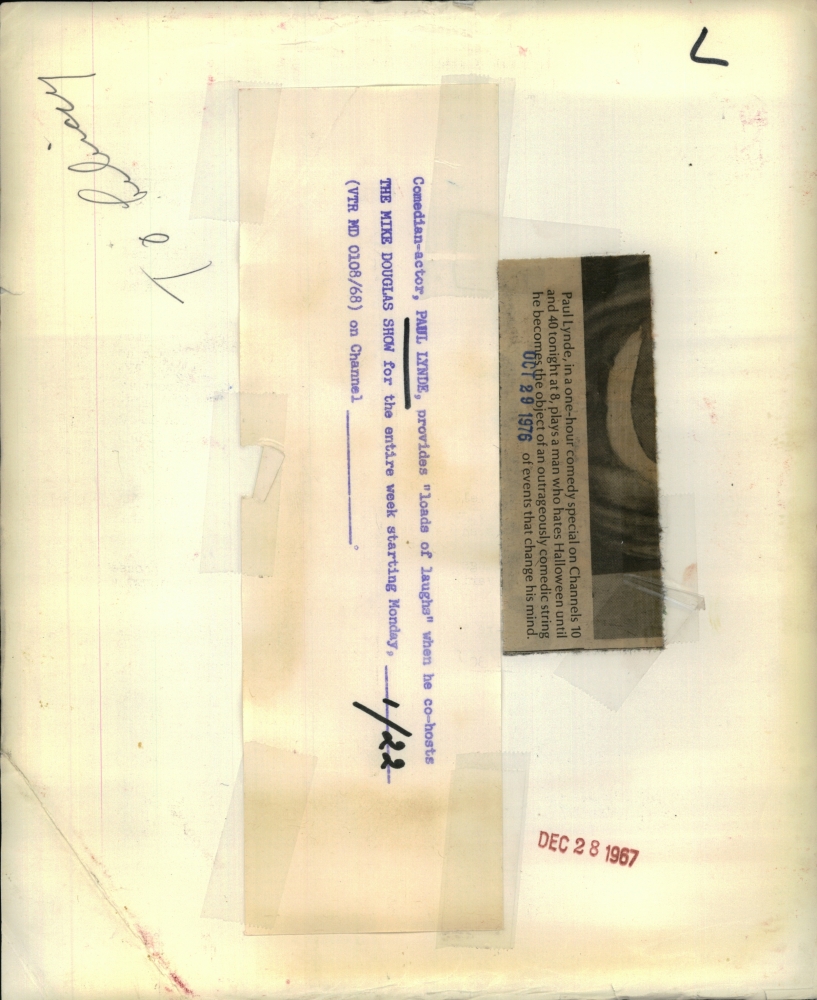 L
Comedian-actor, PAUL LYNDE, provides "loads of laughs" when he co-hosts
THE MIKE DOUGLAS SHOW for the entire week starting Monday, 1/22
(VTR MD 0108/68) on Channel ____________.
Paul Lynde, in a one-hour comedy special on Channels 10
and 40 tonight at 8, plays a man who hates Halloween until
he becomes the object of an outrageously comedic string
of events that change his mind.
OCT 29 1976
DEC 28 1967